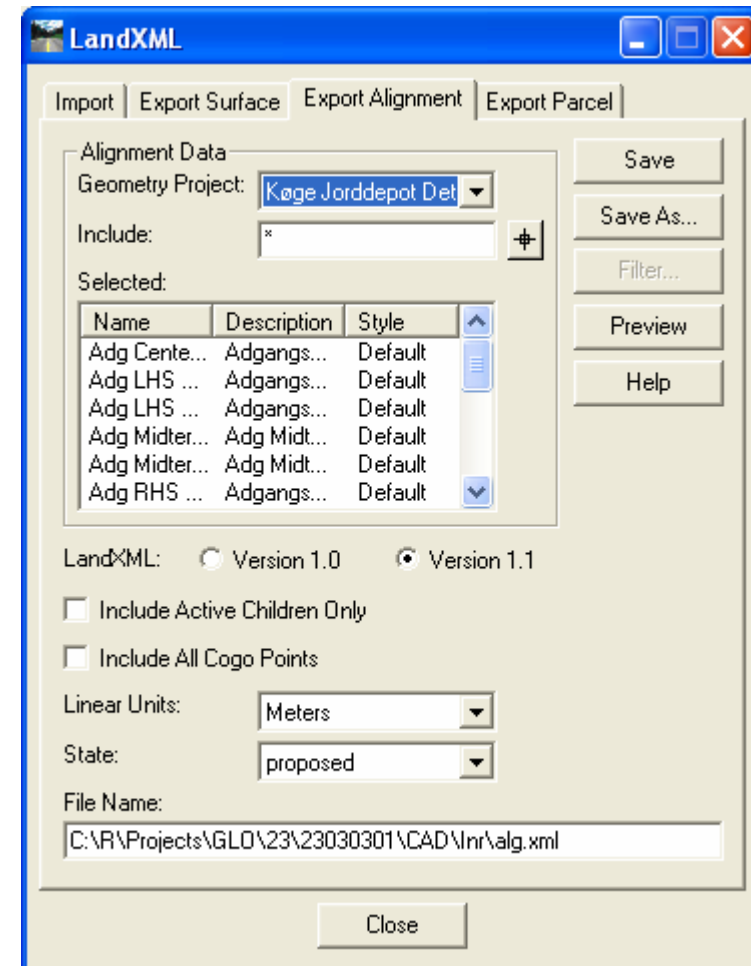 LandXML
Import Export Surface Export Alignment Export Parcel
Alignment Data
Geometry Project: Køge Jorddepot Det
Include: *
Selected:
Name Description Style
Adg Cente... Adgangs... Default
Adg LHS ... Adgangs... Default
Adg LHS ... Adgangs... Default
Adg Midter... Adg Midt... Default
Adg Midter... Adg Midt... Default
Adg RHS ... Adgangs... Default
Save
Save As...
Filter...
Preview
Help
LandXML: Version 1.0 Version 1.1
Include Active Children Only
Include All Cogo Points
Linear Units: Meters
State: proposed
File Name:
C:\R\Projects\GLO\23\23030301\CAD\Inr\alg.xml
Close